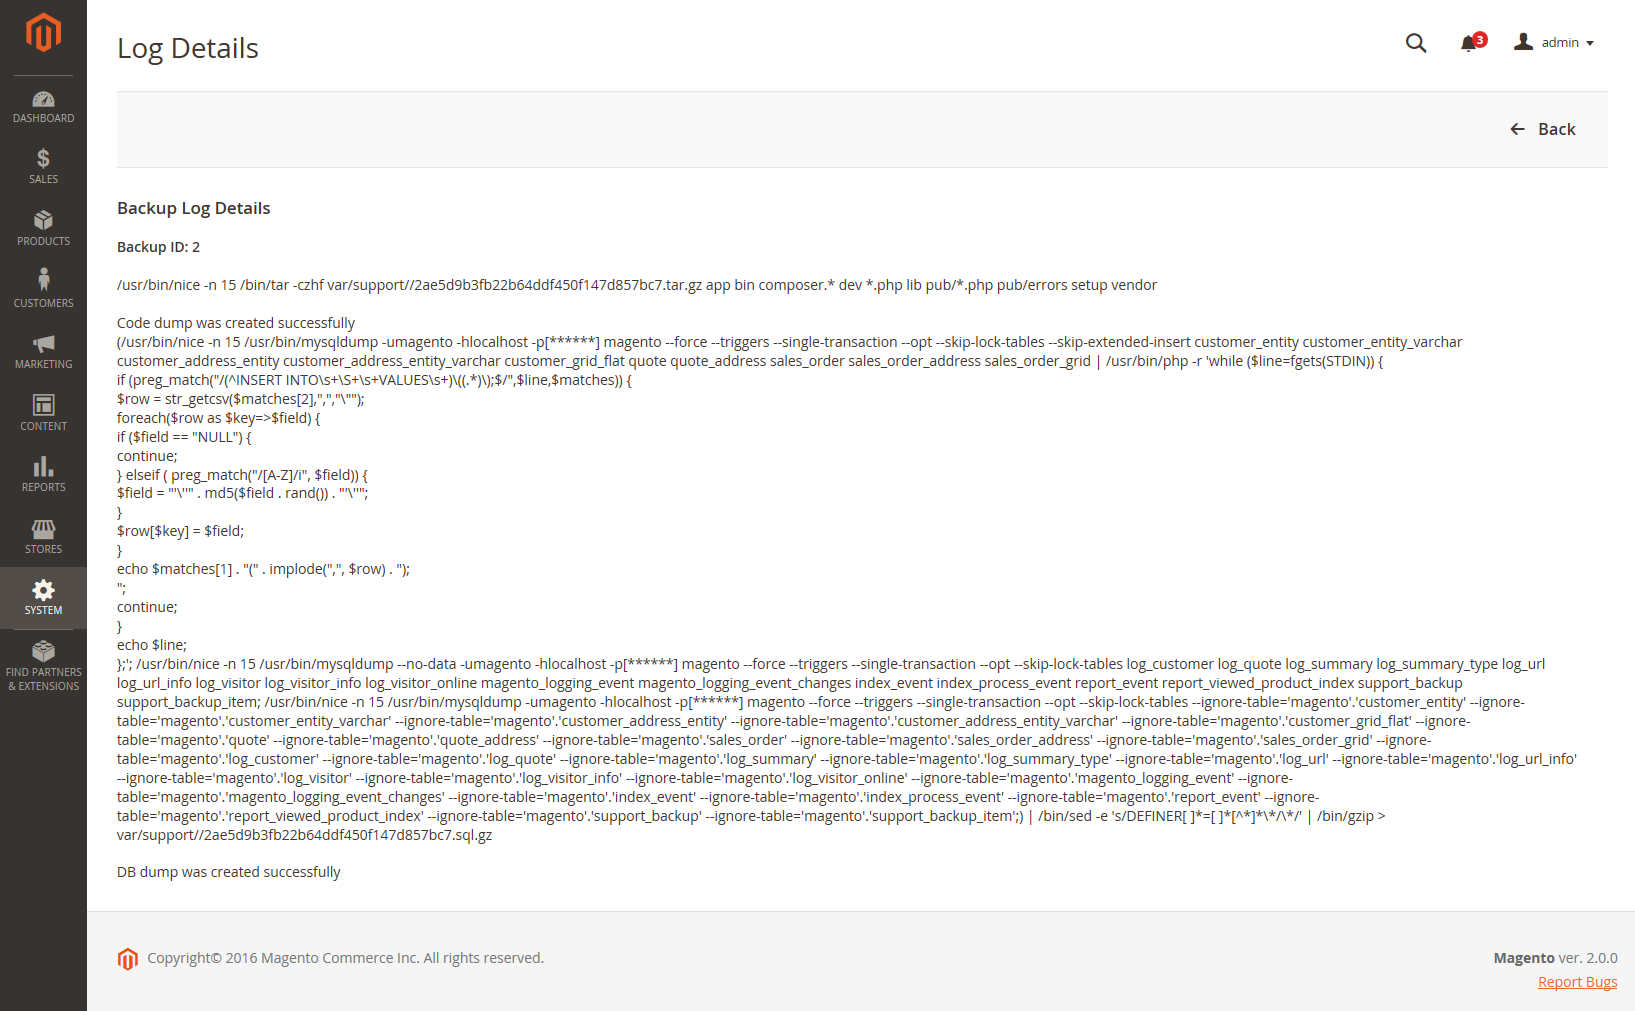 Log Details
3
admin
DASHBOARD
SALES
PRODUCTS
CUSTOMERS
MARKETING
CONTENT
REPORTS
STORES
SYSTEM
FIND PARTNERS
& EXTENSIONS
Back
Backup Log Details
Backup ID: 2
/usr/bin/nice -n 15 /bin/tar -czhf var/support//2ae5d9b3fb22b64ddf450f147d857bc7.tar.gz app bin composer.* dev *.php lib pub/*.php pub/errors setup vendor
Code dump was created successfully
(/usr/bin/nice -n 15 /usr/bin/mysqldump -umagento -hlocalhost -p[******] magento --force --triggers --single-transaction --opt --skip-lock-tables --skip-extended-insert customer_entity customer_entity_varchar
customer_address_entity customer_address_entity_varchar customer_grid_flat quote quote_address sales_order sales_order_address sales_order_grid | /usr/bin/php -r 'while ($line=fgets(STDIN)) {
if (preg_match("/(^INSERT INTO\s+\S+\s+VALUES\s+)\((.*)\);$/",$line,$matches)) {
$row = str_getcsv($matches[2],",","\"");
foreach($row as $key=>$field) {
if ($field == "NULL") {
continue;
} elseif ( preg_match("/[A-Z]/i", $field)) {
$field = "'\''" . md5($field . rand()) . "'\''";
}
$row[$key] = $field;
}
echo $matches[1] . "(" . implode(",", $row) . ");
";
continue;
}
echo $line;
};'; /usr/bin/nice -n 15 /usr/bin/mysqldump --no-data -umagento -hlocalhost -p[******] magento --force --triggers --single-transaction --opt --skip-lock-tables log_customer log_quote log_summary log_summary_type log_url
log_url_info log_visitor log_visitor_info log_visitor_online magento_logging_event magento_logging_event_changes index_event index_process_event report_event report_viewed_product_index support_backup
support_backup_item; /usr/bin/nice -n 15 /usr/bin/mysqldump -umagento -hlocalhost -p[******] magento --force --triggers --single-transaction --opt --skip-lock-tables --ignore-table='magento'.'customer_entity' --ignore-
table='magento'.'customer_entity_varchar' --ignore-table='magento'.'customer_address_entity' --ignore-table='magento'.'customer_address_entity_varchar' --ignore-table='magento'.'customer_grid_flat' --ignore-
table='magento'.'quote' --ignore-table='magento'.'quote_address' --ignore-table='magento'.'sales_order' --ignore-table='magento'.'sales_order_address' --ignore-table='magento'.'sales_order_grid' --ignore-
table='magento'.'log_customer' --ignore-table='magento'.'log_quote' --ignore-table='magento'.'log_summary' --ignore-table='magento'.'log_summary_type' --ignore-table='magento'.'log_url' --ignore-table='magento'.'log_url_info'
--ignore-table='magento'.'log_visitor' --ignore-table='magento'.'log_visitor_info' --ignore-table='magento'.'log_visitor_online' --ignore-table='magento'.'magento_logging_event' --ignore-
table='magento'.'magento_logging_event_changes' --ignore-table='magento'.'index_event' --ignore-table='magento'.'index_process_event' --ignore-table='magento'.'report_event' --ignore-
table='magento'.'report_viewed_product_index' --ignore-table='magento'.'support_backup' --ignore-table='magento'.'support_backup_item';) | /bin/sed -e 's/DEFINER[ ]*=[ ]*[^*]*\*/\*/' | /bin/gzip >
var/support//2ae5d9b3fb22b64ddf450f147d857bc7.sql.gz
DB dump was created successfully
Copyright© 2016 Magento Commerce Inc. All rights reserved.
Magento ver. 2.0.0
Report Bugs